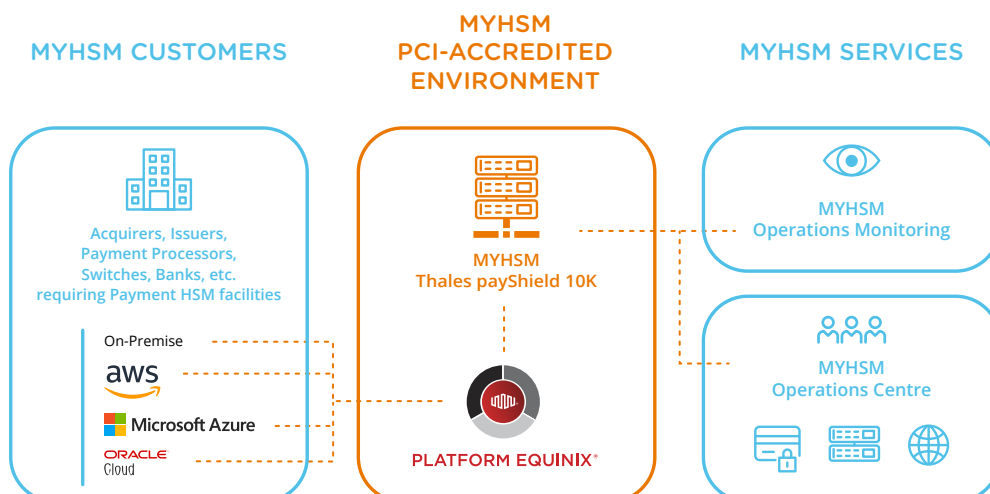 MYHSM CUSTOMERS
Acquirers, Issuers,
Payment Processors,
Switches, Banks, etc.
requiring Payment HSM facilities
On-Premise
aws
Microsoft Azure
ORACLE
Cloud
MYHSM
PCI-ACCREDITED
ENVIRONMENT
MYHSM
Thales payShield 10K
PLATFORM EQUINIX®
MYHSM SERVICES
MYHSM
Operations Monitoring
MYHSM
Operations Centre